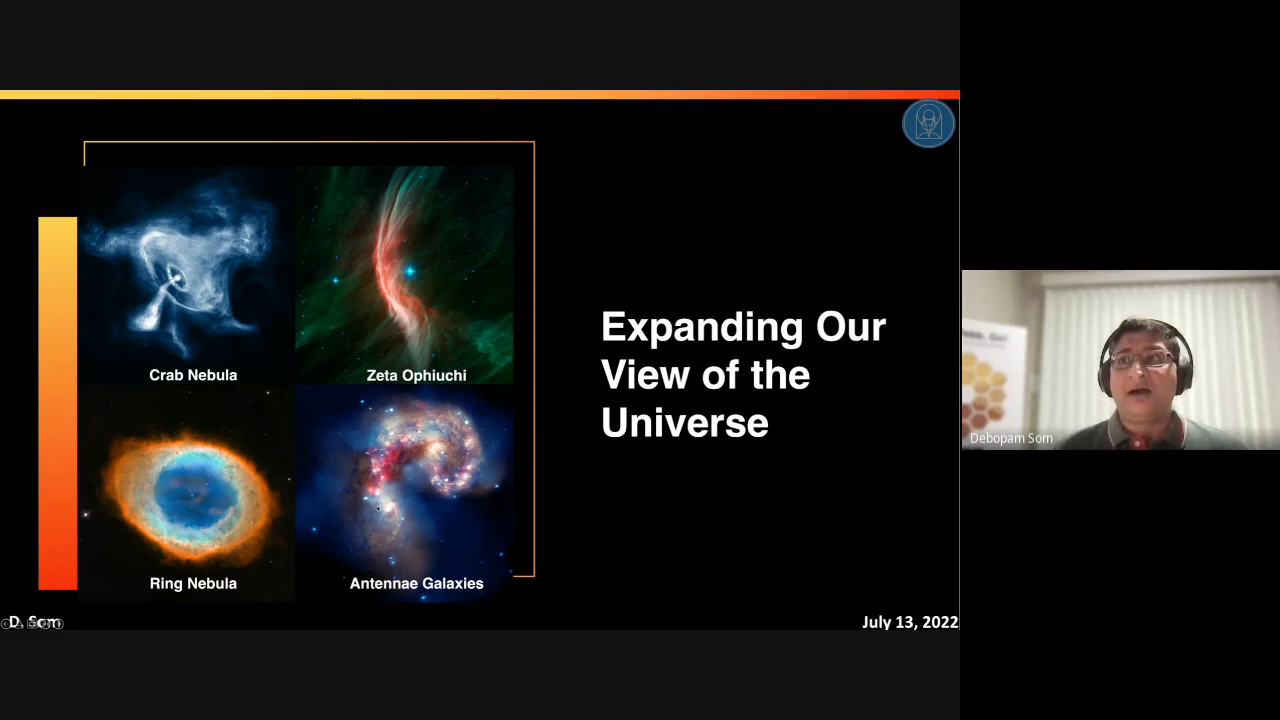 Crab Nebula
Zeta Ophiuchi
Ring Nebula
Antennae Galaxies
Expanding Our
View of the
Universe
D. Som
July 13, 2022
Debopam Som